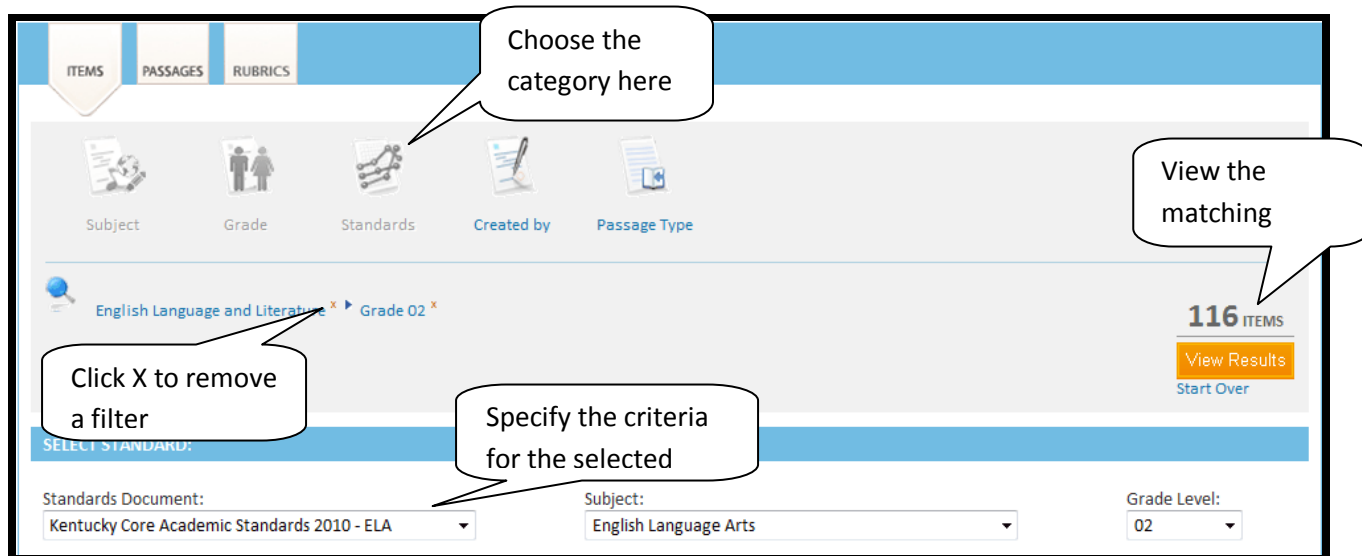 Choose the
category here
ITEMS PASSAGES RUBRICS
Subject Grade Standards Created by Passage Type
View the
matching
English Language and Literature x Grade 02 x
116 ITEMS
View Results
Start Over
Click X to remove
a filter
Specify the criteria
for the selected
SELECT STANDARD:
Standards Document: Subject: Grade Level:
Kentucky Core Academic Standards 2010 - ELA English Language Arts 02